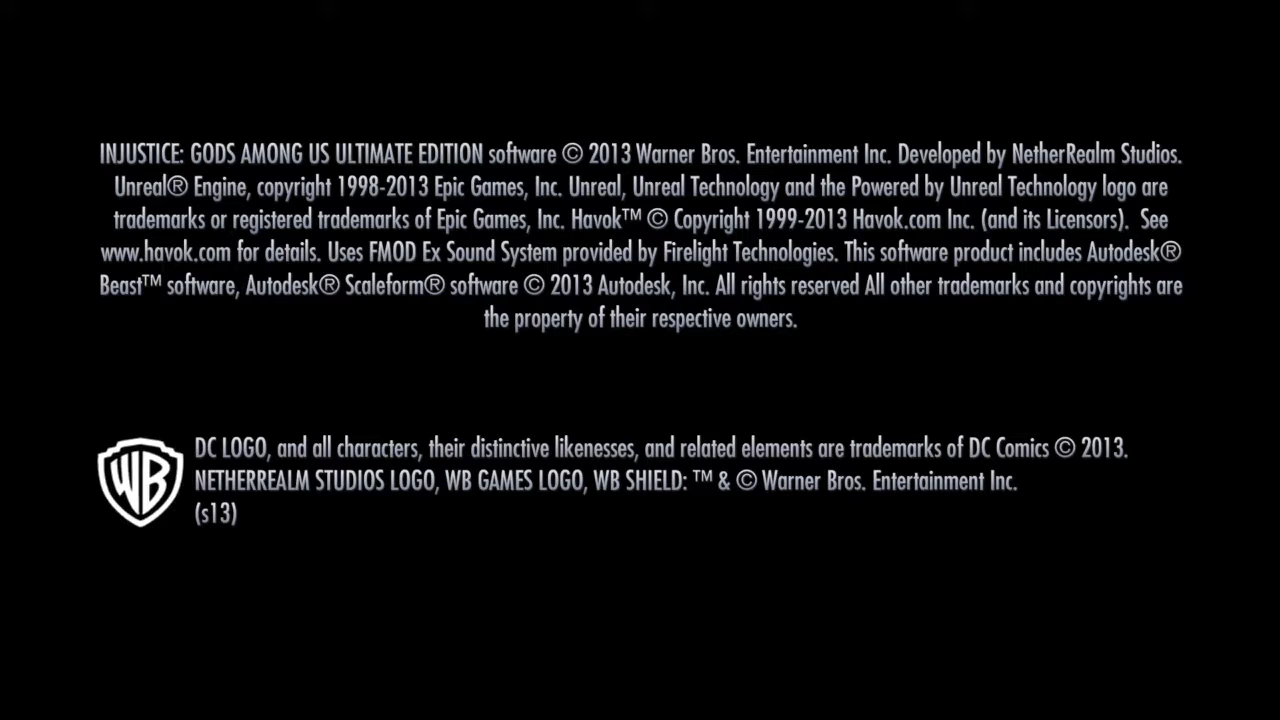 INJUSTICE: GODS AMONG US ULTIMATE EDITION software © 2013 Warner Bros. Entertainment Inc. Developed by NetherRealm Studios.
Unreal® Engine, copyright 1998-2013 Epic Games, Inc. Unreal, Unreal Technology and the Powered by Unreal Technology logo are
trademarks or registered trademarks of Epic Games, Inc. Havok™ © Copyright 1999-2013 Havok.com Inc. (and its Licensors).  See
www.havok.com for details. Uses FMOD Ex Sound System provided by Firelight Technologies. This software product includes Autodesk®
Beast™ software, Autodesk® Scaleform® software © 2013 Autodesk, Inc. All rights reserved All other trademarks and copyrights are
the property of their respective owners.
DC LOGO, and all characters, their distinctive likenesses, and related elements are trademarks of DC Comics © 2013.
WB
NETHERREALM STUDIOS LOGO, WB GAMES LOGO, WB SHIELD: ™ & © Warner Bros. Entertainment Inc.
(s13)